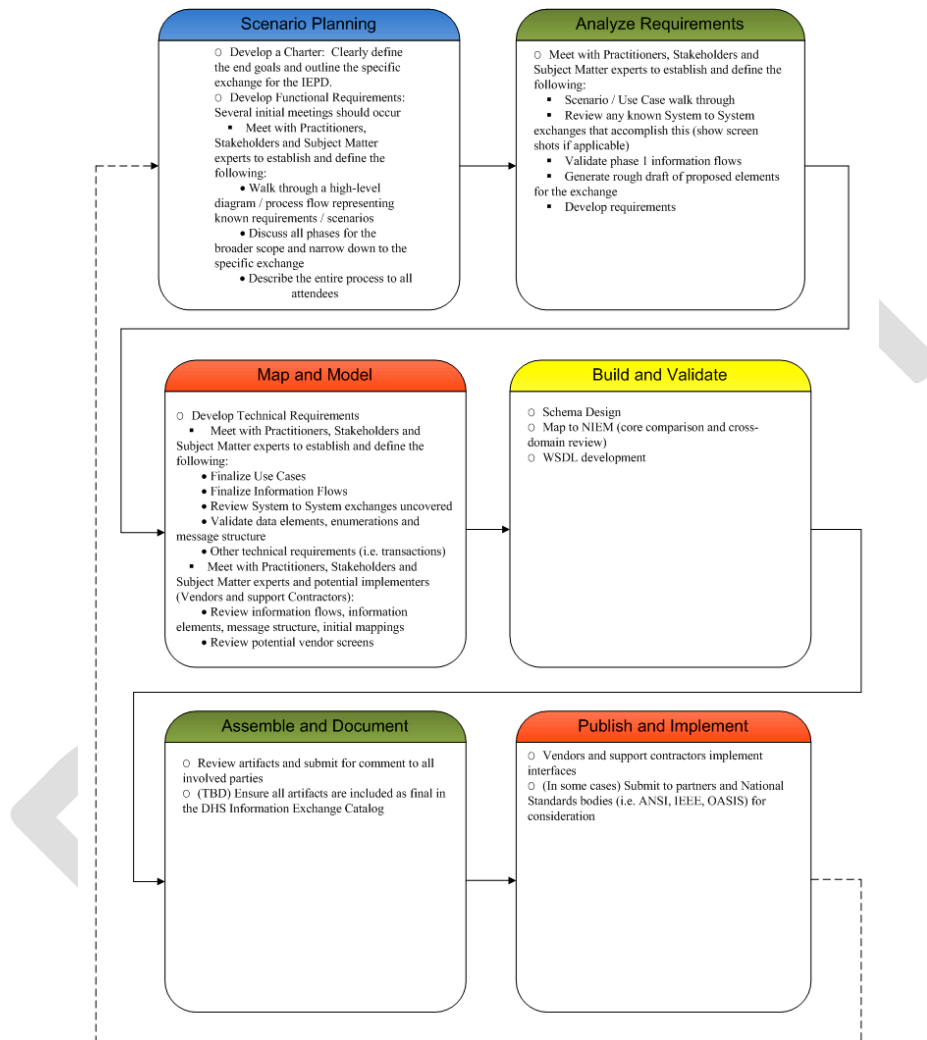 Scenario Planning
○ Develop a Charter: Clearly define
the end goals and outline the specific
exchange for the IEPD.
○ Develop Functional Requirements:
Several initial meetings should occur
▪ Meet with Practitioners,
Stakeholders and Subject Matter
experts to establish and define the
following:
• Walk through a high-level
diagram / process flow representing
known requirements / scenarios
• Discuss all phases for the
broader scope and narrow down to the
specific exchange
• Describe the entire process to all
attendees
Analyze Requirements
○ Meet with Practitioners, Stakeholders and
Subject Matter experts to establish and define the
following:
▪ Scenario / Use Case walk through
▪ Review any known System to System
exchanges that accomplish this (show screen
shots if applicable)
▪ Validate phase 1 information flows
▪ Generate rough draft of proposed elements
for the exchange
▪ Develop requirements
Map and Model
○ Develop Technical Requirements
▪ Meet with Practitioners, Stakeholders and
Subject Matter experts to establish and define the
following:
• Finalize Use Cases
• Finalize Information Flows
• Review System to System exchanges uncovered
• Validate data elements, enumerations and
message structure
• Other technical requirements (i.e. transactions)
▪ Meet with Practitioners, Stakeholders and
Subject Matter experts and potential implementers
(Vendors and support Contractors):
• Review information flows, information
elements, message structure, initial mappings
• Review potential vendor screens
Build and Validate
○ Schema Design
○ Map to NIEM (core comparison and cross-
domain review)
○ WSDL development
Assemble and Document
○ Review artifacts and submit for comment to all
involved parties
○ (TBD) Ensure all artifacts are included as final in
the DHS Information Exchange Catalog
Publish and Implement
○ Vendors and support contractors implement
interfaces
○ (In some cases) Submit to partners and National
Standards bodies (i.e. ANSI, IEEE, OASIS) for
consideration